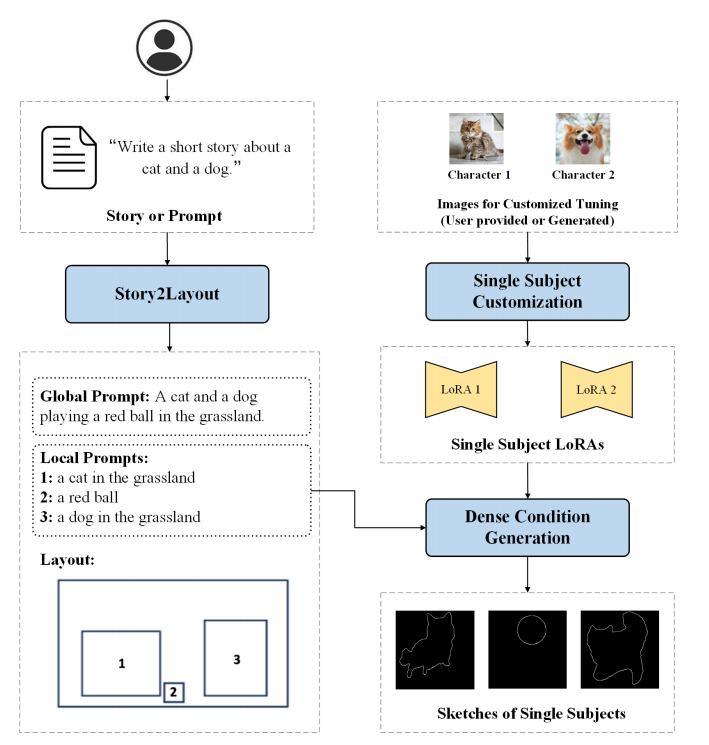 “Write a short story about a
cat and a dog.”
Story or Prompt
Story2Layout
Global Prompt: A cat and a dog
playing a red ball in the grassland.
Local Prompts:
1: a cat in the grassland
2: a red ball
3: a dog in the grassland
Layout:
1
2
3
Character 1
Character 2
Images for Customized Tuning
(User provided or Generated)
Single Subject
Customization
LoRA 1
LoRA 2
Single Subject LoRAs
Dense Condition
Generation
Sketches of Single Subjects